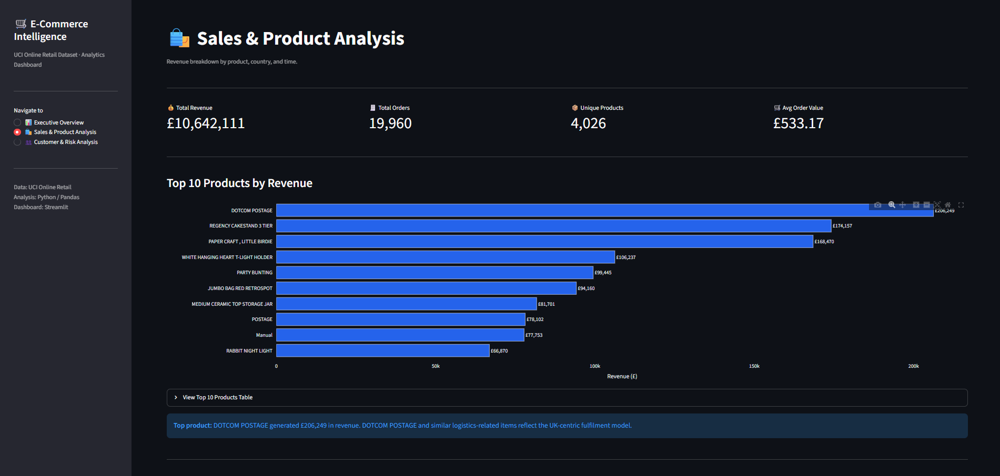 E-Commerce
Intelligence
UCI Online Retail Dataset · Analytics
Dashboard
Navigate to
Executive Overview
Sales & Product Analysis
Customer & Risk Analysis
Data: UCI Online Retail
Analysis: Python / Pandas
Dashboard: Streamlit
Sales & Product Analysis
Revenue breakdown by product, country, and time.
Total Revenue
£10,642,111
Total Orders
19,960
Unique Products
4,026
Avg Order Value
£533.17
Top 10 Products by Revenue
DOTCOM POSTAGE £206,249
REGENCY CAKESTAND 3 TIER £174,157
PAPER CRAFT , LITTLE BIRDIE £168,470
WHITE HANGING HEART T-LIGHT HOLDER £106,237
PARTY BUNTING £99,445
JUMBO BAG RED RETROSPOT £94,160
MEDIUM CERAMIC TOP STORAGE JAR £81,701
POSTAGE £78,102
Manual £77,753
RABBIT NIGHT LIGHT £66,870
0 50k 100k 150k 200k
Revenue (£)
View Top 10 Products Table
Top product: DOTCOM POSTAGE generated £206,249 in revenue. DOTCOM POSTAGE and similar logistics-related items reflect the UK-centric fulfilment model.